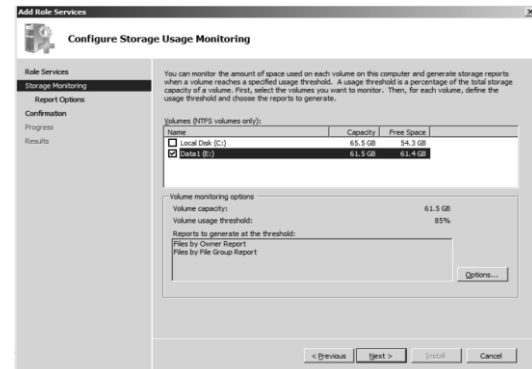 Add Role Services
Configure Storage Usage Monitoring
Role Services
Storage Monitoring
Report Options
Confirmation
Progress
Results
You can monitor the amount of space used on each volume on this computer and generate storage reports
when a volume reaches a specified usage threshold. A usage threshold is a percentage of the total storage
capacity of a volume. First, select the volumes you want to monitor. Then, for each volume, define the
usage threshold and choose the reports to generate.
Volumes (NTFS volumes only):
Name Capacity Free Space
Local Disk (C:) 65.5 GB 54.3 GB
Data1 (E:) 61.5 GB 61.4 GB
Volume monitoring options
Volume capacity: 61.5 GB
Volume usage threshold: 85%
Reports to generate at the threshold:
Files by Owner Report
Files by File Group Report
Options...
< Previous Next > Install Cancel